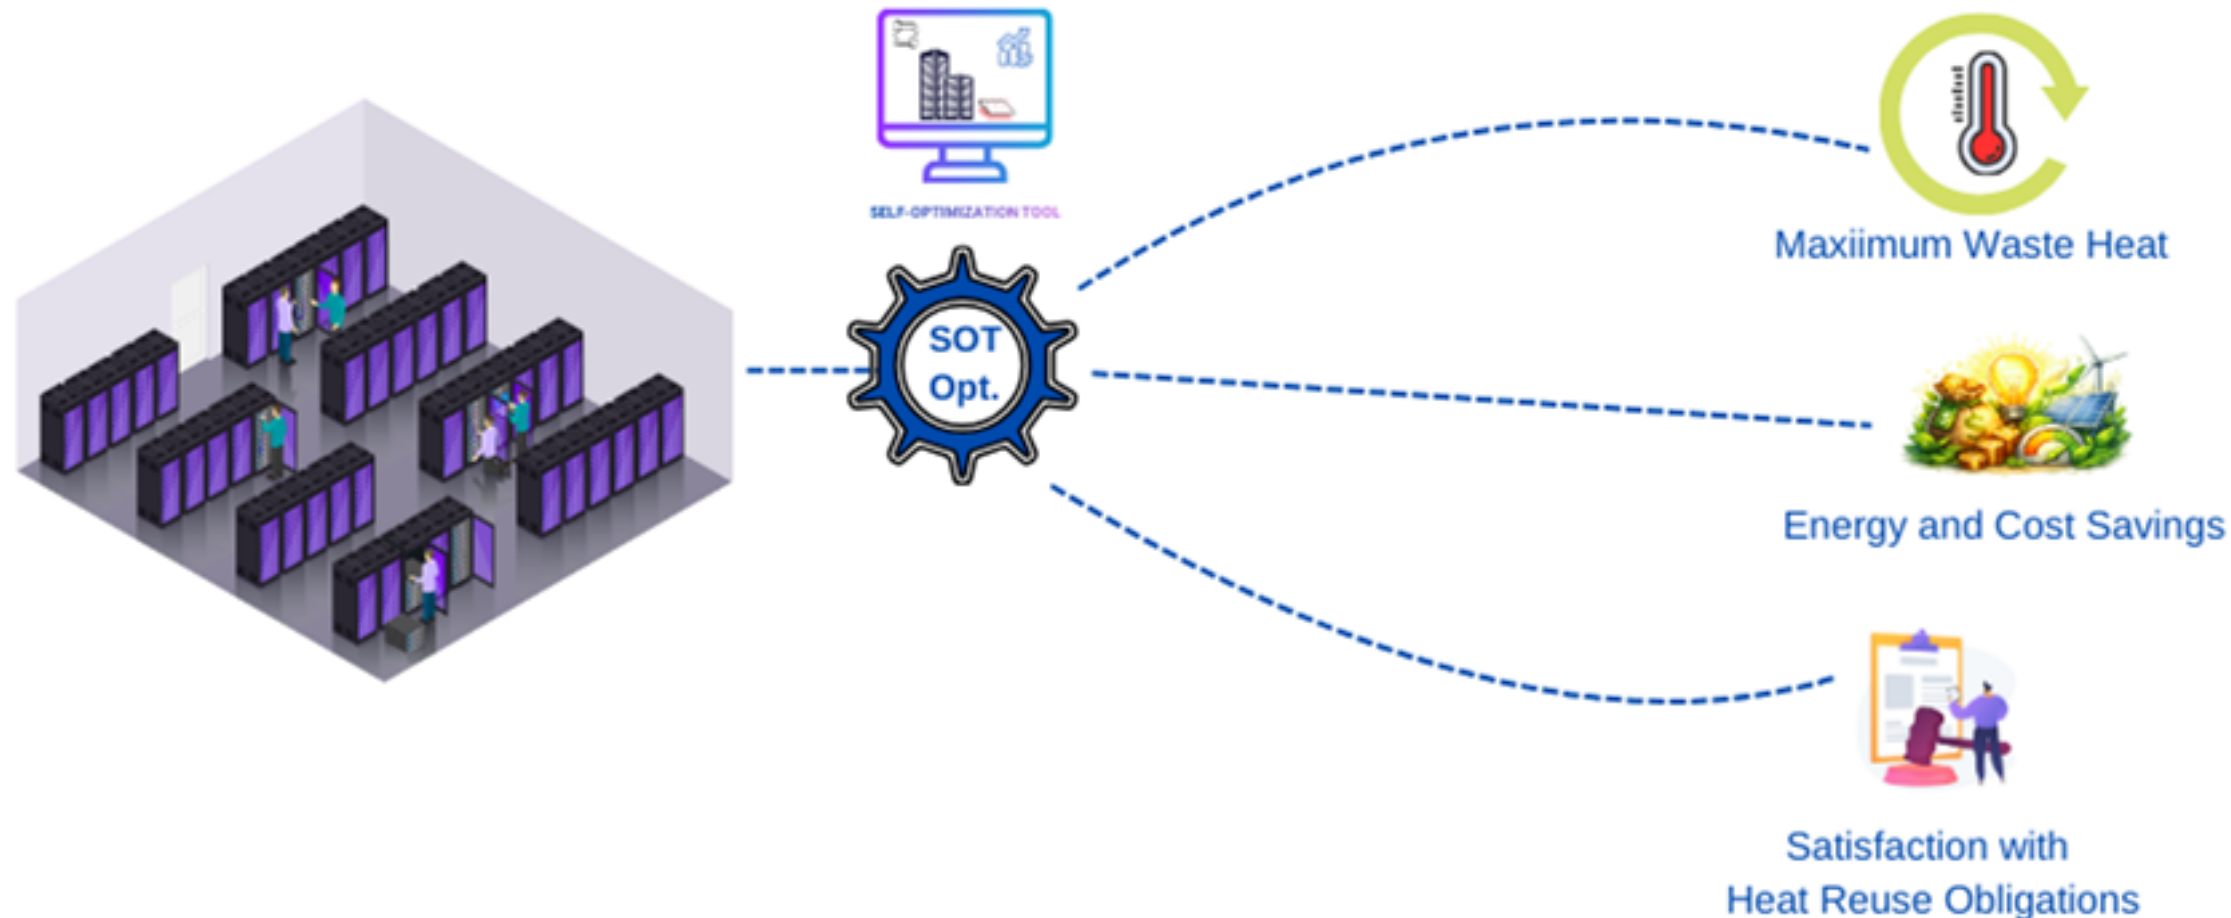 SELF-OPTIMIZATION TOOL
SOT
Opt.
Maxiimum Waste Heat
Energy and Cost Savings
Satisfaction with
Heat Reuse Obligations